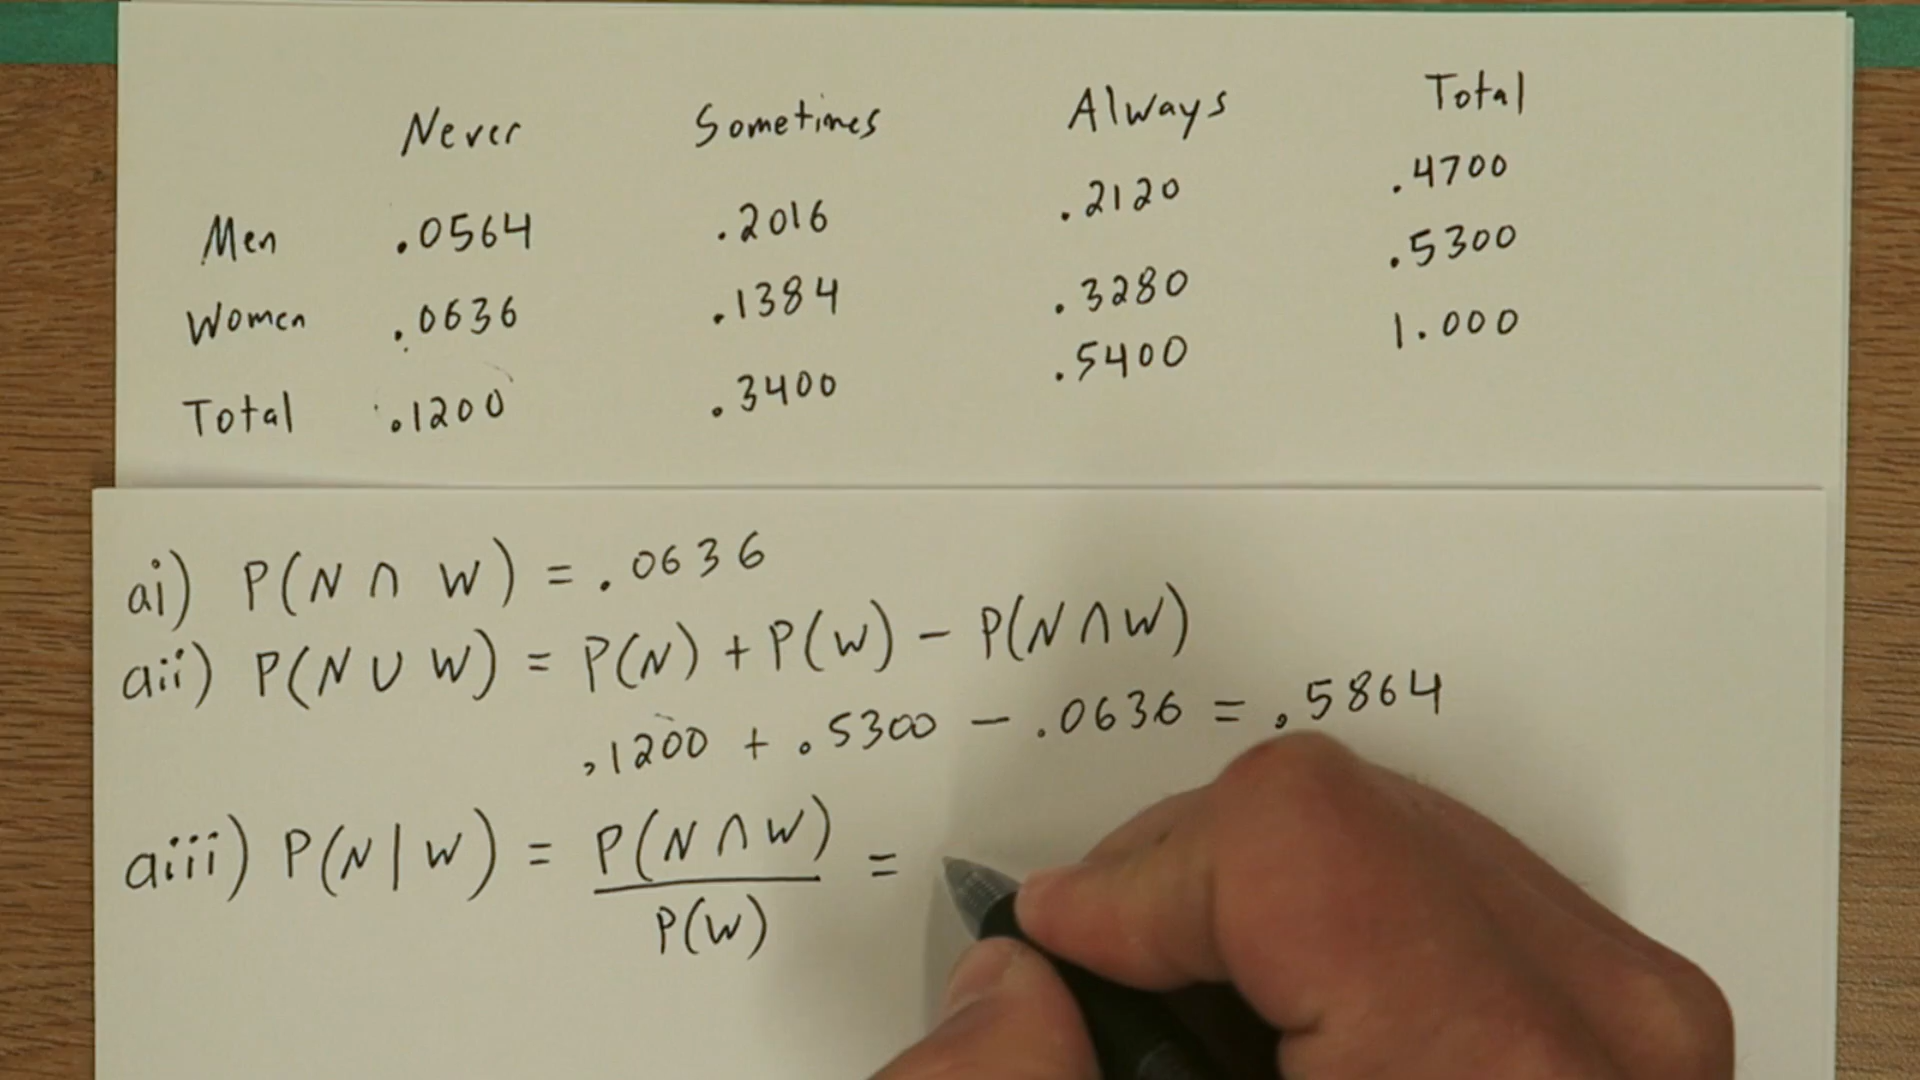 Never Sometimes Always Total
Men .0564 .2016 .2120 .4700
Women .0636 .1384 .3280 .5300
Total .1200 .3400 .5400 1.000
ai) P(N ∩ W) = .0636
aii) P(N ∪ W) = P(N) + P(W) - P(N ∩ W)
.1200 + .5300 - .0636 = .5864
aiii) P(N | W) = P(N ∩ W) =
P(W)